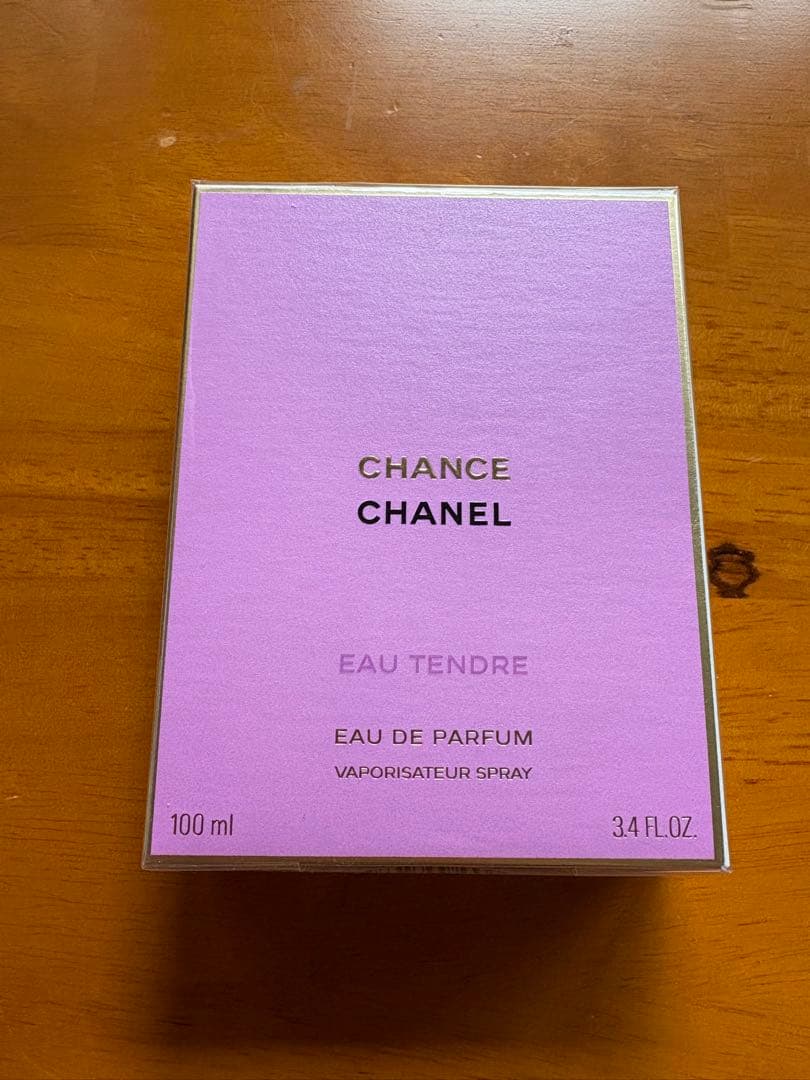 CHANCE
CHANEL
EAU TENDRE
EAU DE PARFUM
VAPORISATEUR SPRAY
100 ml
3.4 FL.OZ.